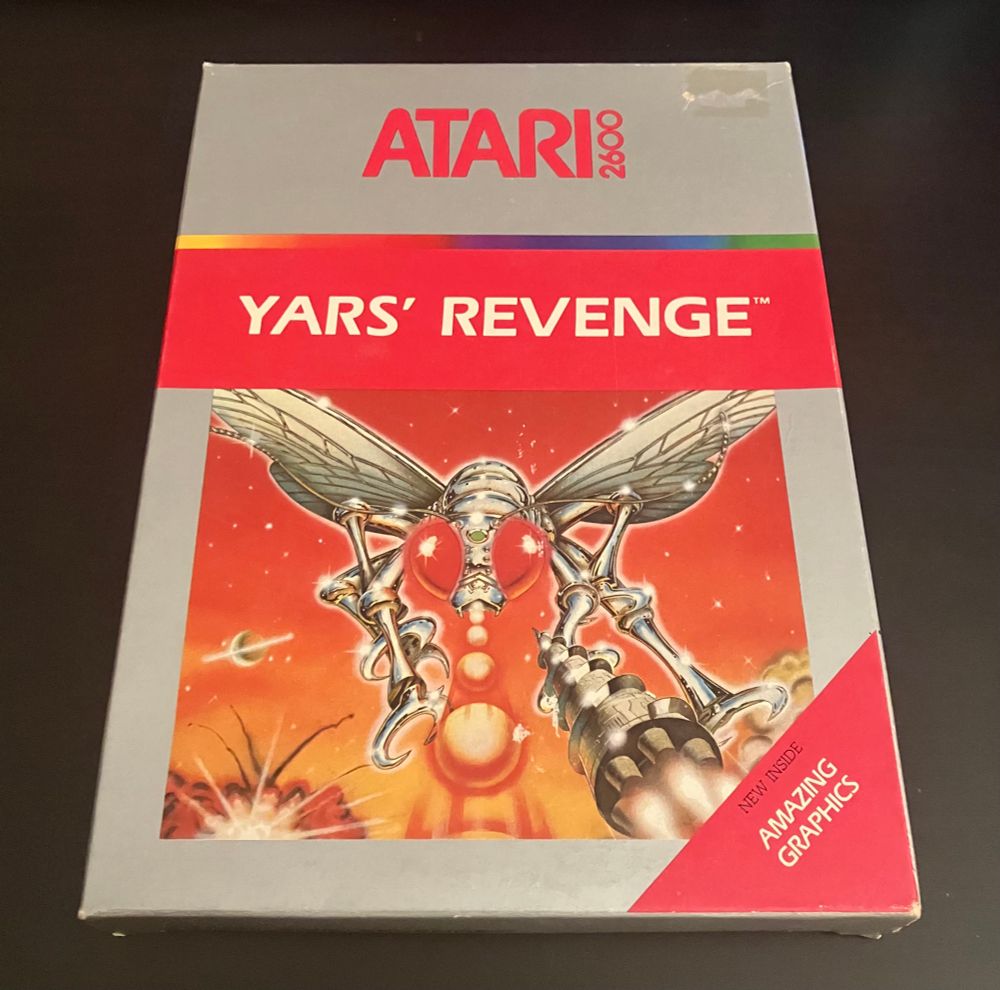 ATARI 2600
YARS' REVENGE™
NEW INSIDE
AMAZING
GRAPHICS